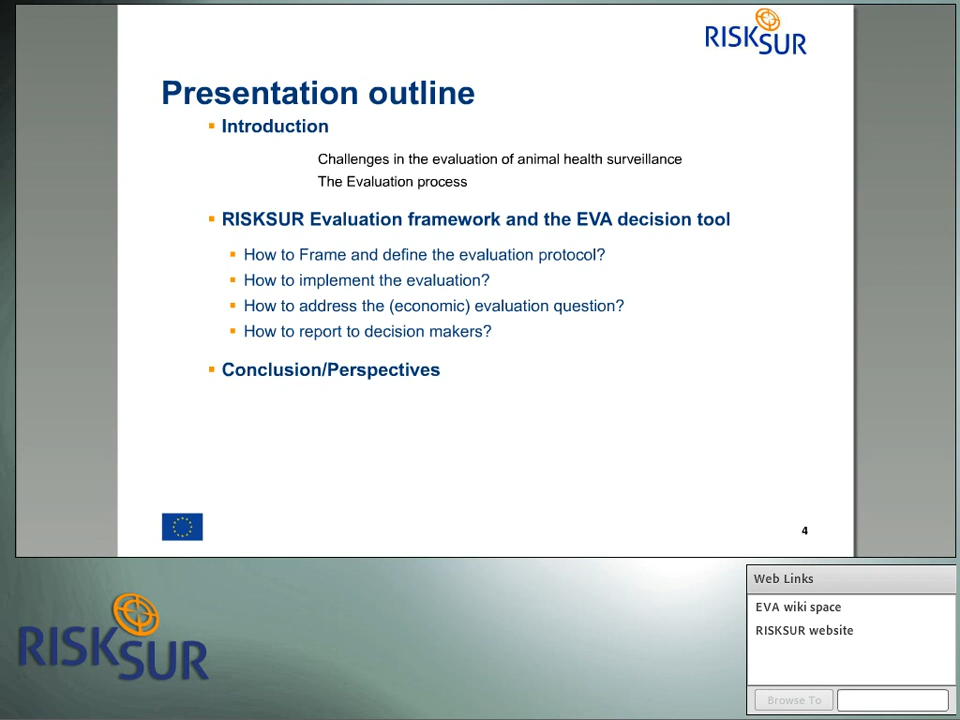 RISKSUR
Presentation outline
Introduction
Challenges in the evaluation of animal health surveillance
The Evaluation process
RISKSUR Evaluation framework and the EVA decision tool
How to Frame and define the evaluation protocol?
How to implement the evaluation?
How to address the (economic) evaluation question?
How to report to decision makers?
Conclusion/Perspectives
4
RISKSUR
Web Links
EVA wiki space
RISKSUR website
Browse To